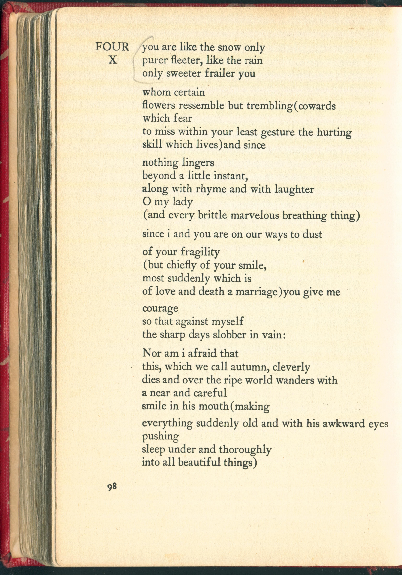 FOUR
X
you are like the snow only
purer fleeter, like the rain
only sweeter frailer you
whom certain
flowers ressemble but trembling(cowards
which fear
to miss within your least gesture the hurting
skill which lives)and since
nothing lingers
beyond a little instant,
along with rhyme and with laughter
O my lady
(and every brittle marvelous breathing thing)
since i and you are on our ways to dust
of your fragility
(but chiefly of your smile,
most suddenly which is
of love and death a marriage)you give me
courage
so that against myself
the sharp days slobber in vain:
Nor am i afraid that
this, which we call autumn, cleverly
dies and over the ripe world wanders with
a near and careful
smile in his mouth(making
everything suddenly old and with his awkward eyes
pushing
sleep under and thoroughly
into all beautiful things)
98